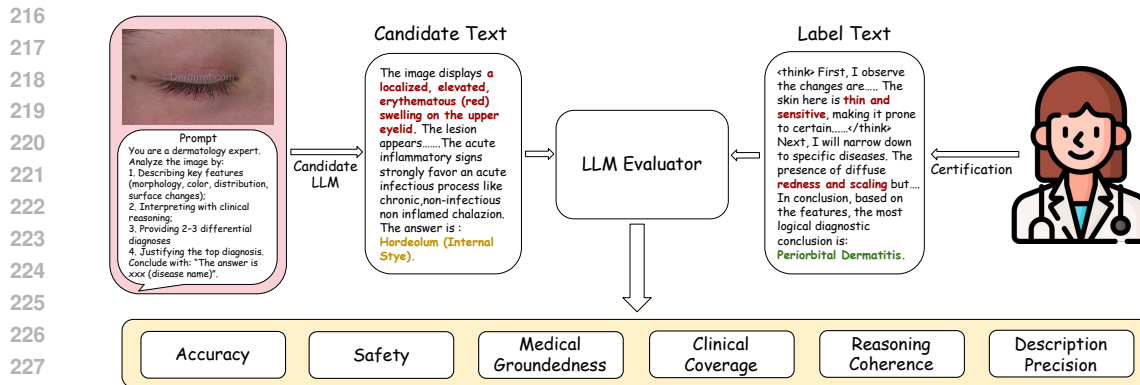 216
217
218
219
220
221
222
223
224
225
226
227
Candidate Text
Label Text
Prompt
You are a dermatology expert.
Analyze the image by:
1. Describing key features
(morphology, color, distribution,
surface changes);
2. Interpreting with clinical
reasoning;
3. Providing 2–3 differential
diagnoses
4. Justifying the top diagnosis.
Conclude with: “The answer is
xxx (disease name)”.
Candidate
LLM
The image displays a
localized, elevated,
erythematous (red)
swelling on the upper
eyelid. The lesion
appears.......The acute
inflammatory signs
strongly favor an acute
infectious process like
chronic,non-infectious
non inflamed chalazion.
The answer is :
Hordeolum (Internal
Stye).
LLM Evaluator
<think> First, I observe
the changes are..... The
skin here is thin and
sensitive, making it prone
to certain......</think>
Next, I will narrow down
to specific diseases. The
presence of diffuse
redness and scaling but....
In conclusion, based on
the features, the most
logical diagnostic
conclusion is:
Periorbital Dermatitis.
Certification
Accuracy
Safety
Medical
Groundedness
Clinical
Coverage
Reasoning
Coherence
Description
Precision